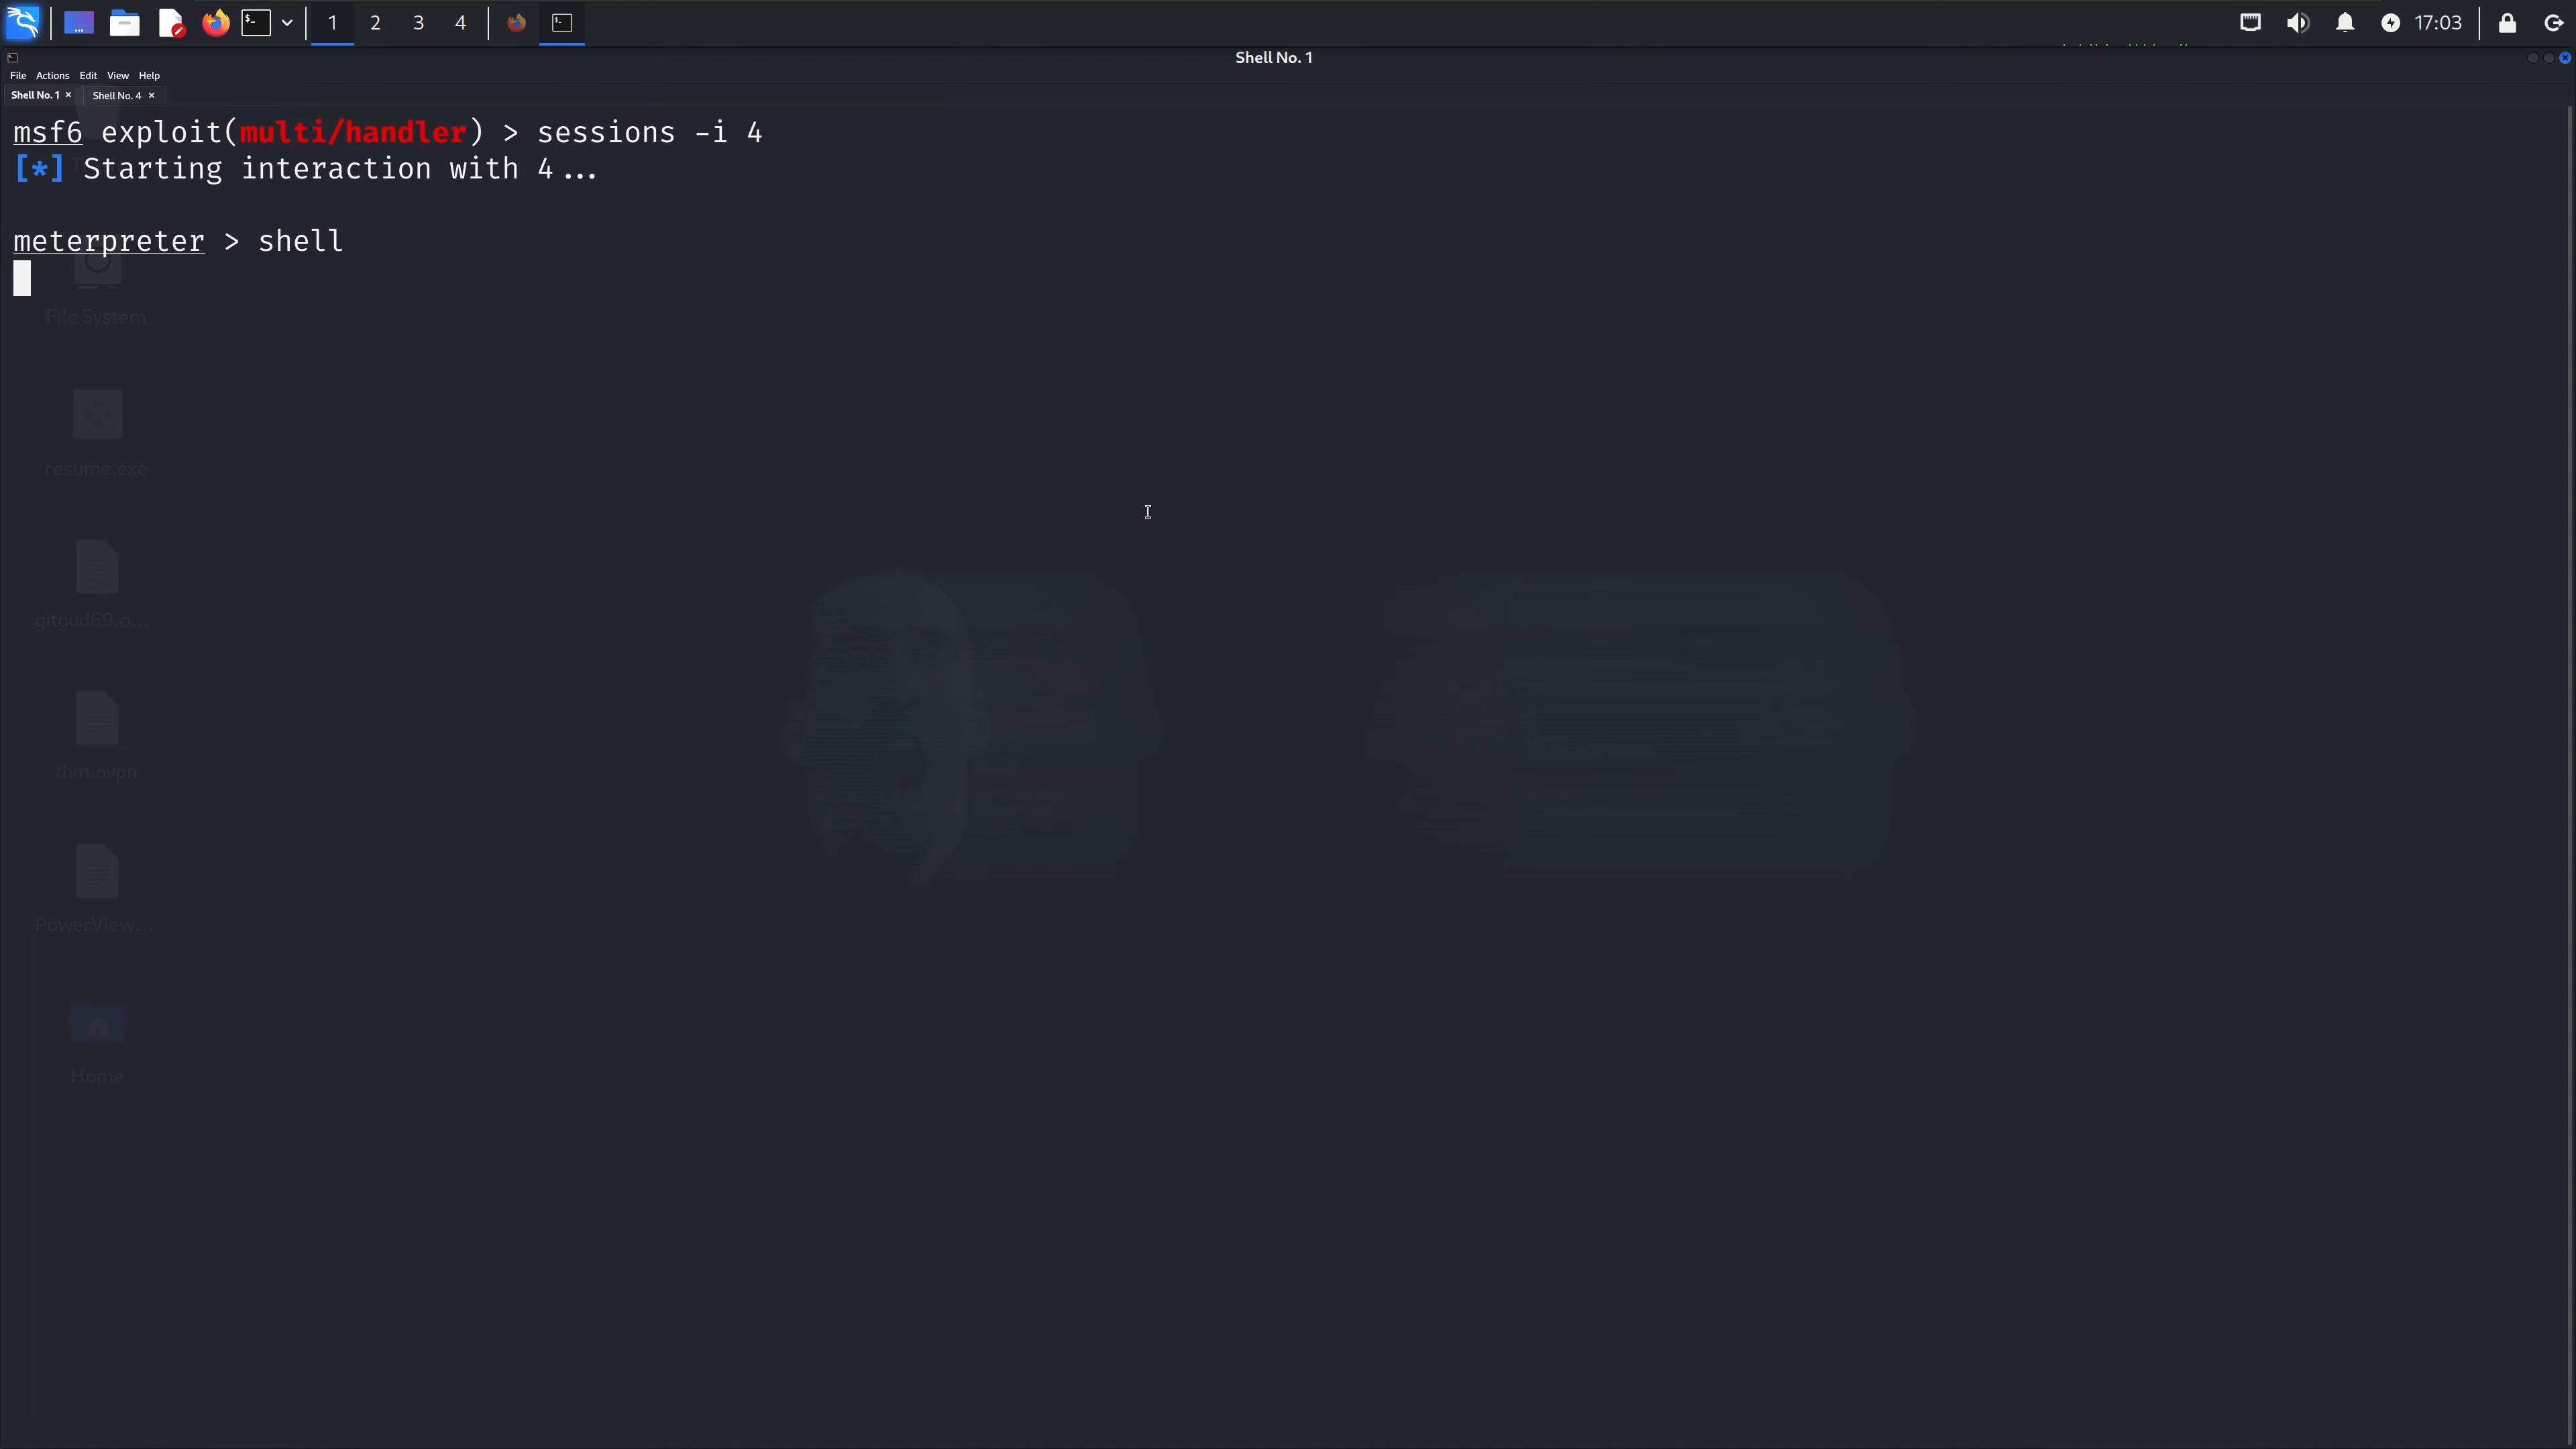 1 2 3 4 17:03
Shell No. 1
File Actions Edit View Help
Shell No. 1 Shell No. 4
msf6 exploit(multi/handler) > sessions -i 4
[*] Starting interaction with 4...
meterpreter > shell
File System
resume.exe
gitgud69.o...
thm.ovpn
PowerView...
Home